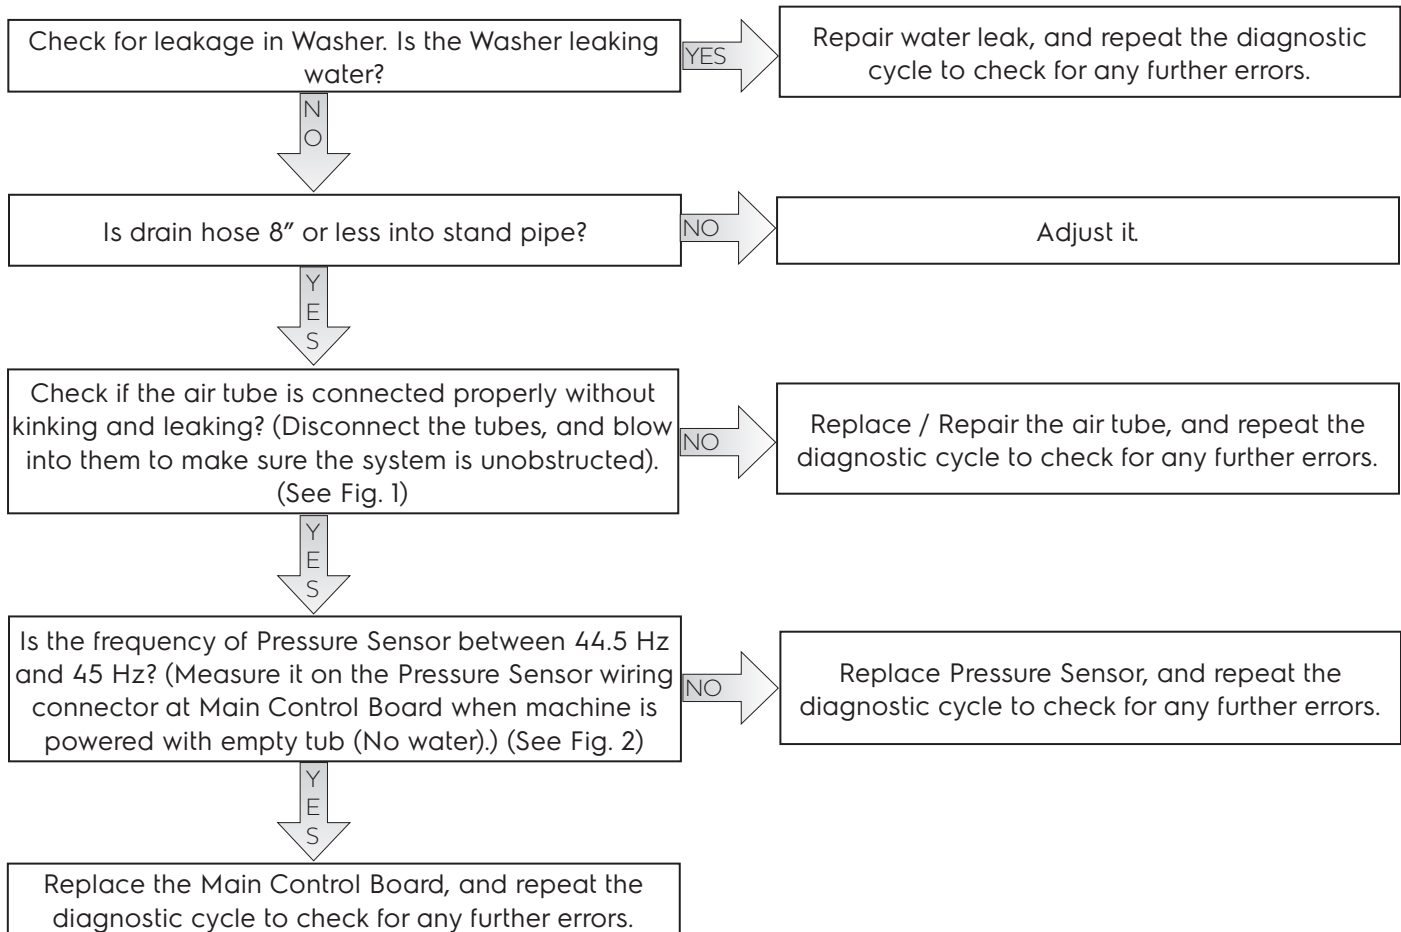 Check for leakage in Washer. Is the Washer leaking
water?
YES
Repair water leak, and repeat the diagnostic
cycle to check for any further errors.
NO
Is drain hose 8” or less into stand pipe?
NO
Adjust it.
YES
Check if the air tube is connected properly without
kinking and leaking? (Disconnect the tubes, and blow
into them to make sure the system is unobstructed).
(See Fig. 1)
NO
Replace / Repair the air tube, and repeat the
diagnostic cycle to check for any further errors.
YES
Is the frequency of Pressure Sensor between 44.5 Hz
and 45 Hz? (Measure it on the Pressure Sensor wiring
connector at Main Control Board when machine is
powered with empty tub (No water).) (See Fig. 2)
NO
Replace Pressure Sensor, and repeat the
diagnostic cycle to check for any further errors.
YES
Replace the Main Control Board, and repeat the
diagnostic cycle to check for any further errors.